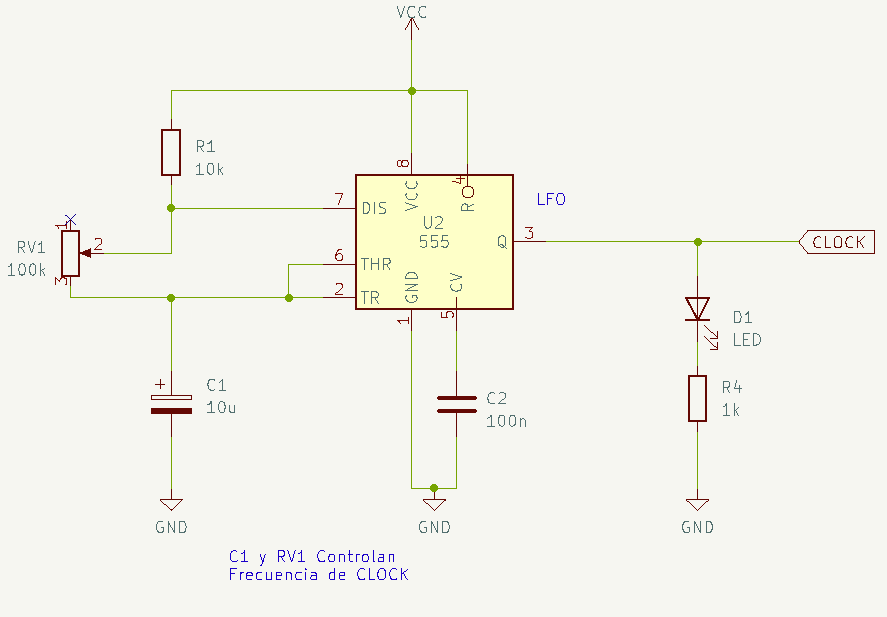 VCC
R1
10k
8
4
VCC
R
LFO
7
DIS
U2
555
1
RV1
100k
2
3
6
THR
Q
3
CLOCK
2
TR
GND
CV
1
5
D1
LED
+
C1
10u
C2
100n
R4
1k
GND
GND
GND
C1 y RV1 Controlan
Frecuencia de CLOCK